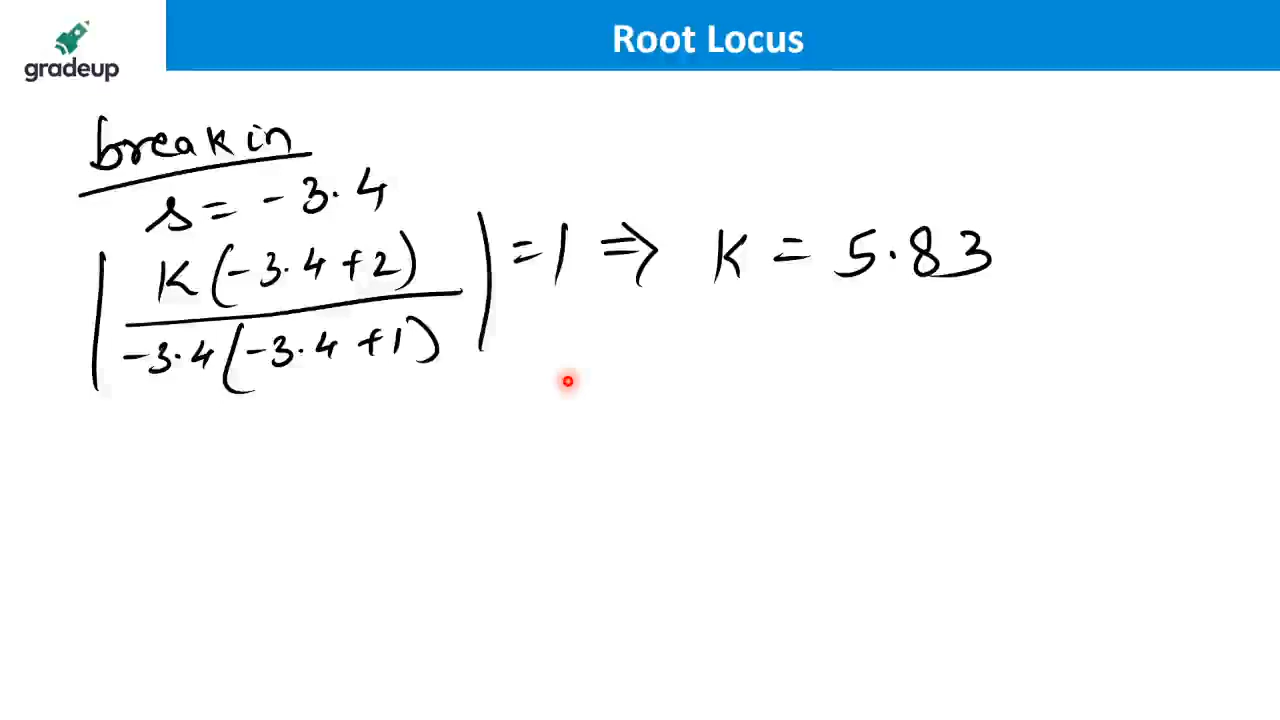 Root Locus
gradeup
break in
s = -3.4
| K(-3.4+2) / -3.4(-3.4+1) | = 1 ⇒ K = 5.83